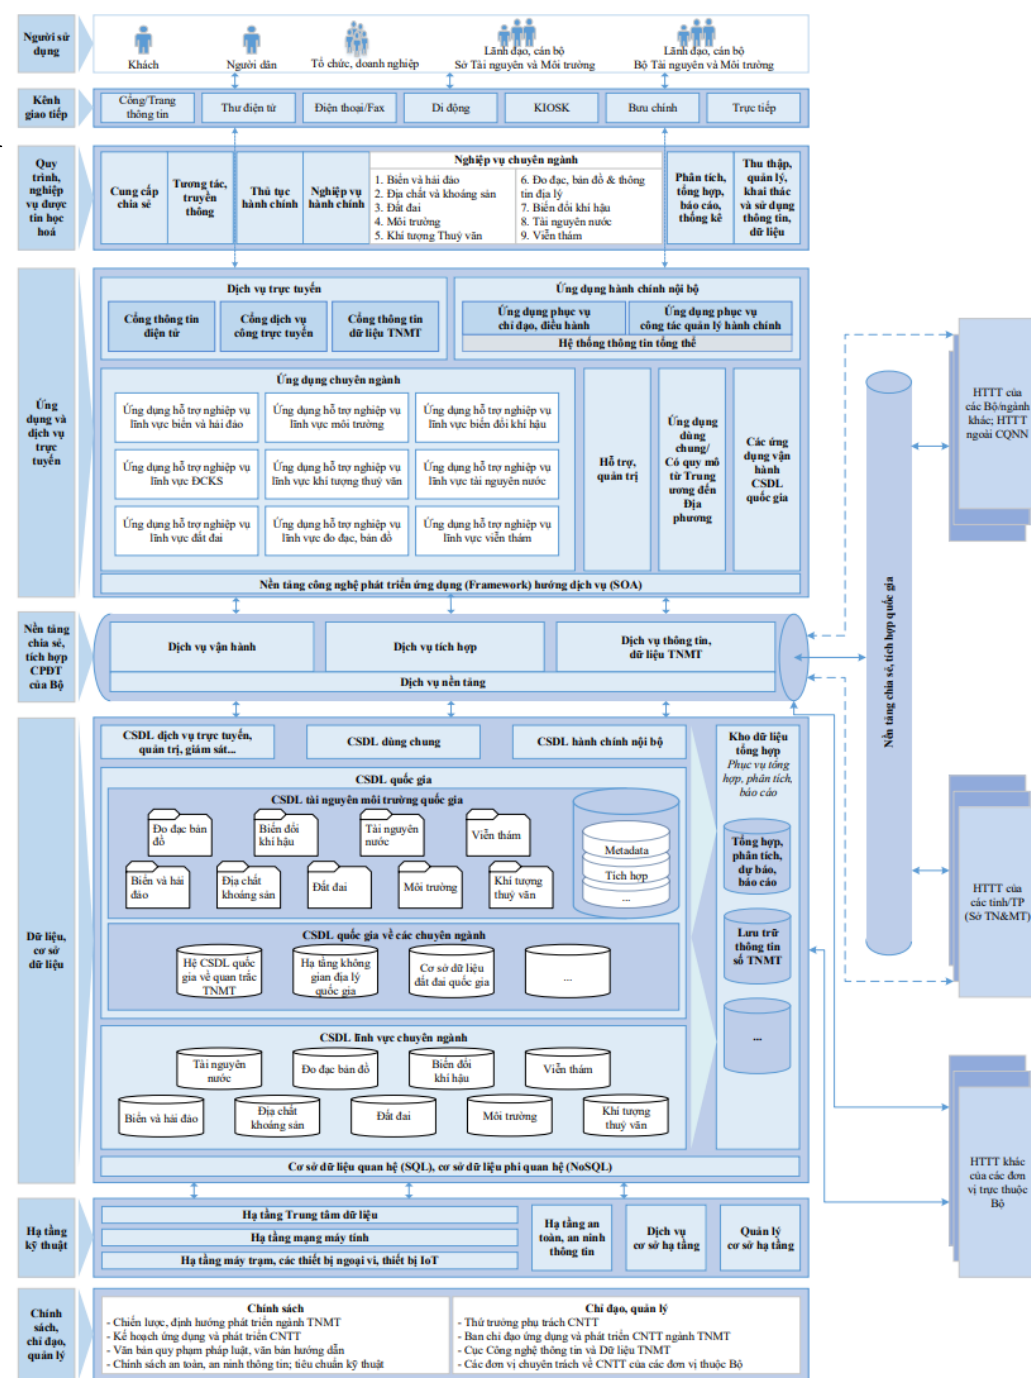 Người sử
dụng
Khách
Người dân
Tổ chức, doanh nghiệp
Lãnh đạo, cán bộ
Sở Tài nguyên và Môi trường
Lãnh đạo, cán bộ
Bộ Tài nguyên và Môi trường
Kênh
giao tiếp
Cổng/Trang
thông tin
Thư điện tử
Điện thoại/Fax
Di động
KIOSK
Bưu chính
Trực tiếp
Quy
trình,
nghiệp
vụ được
tin học
hoá
Cung cấp
chia sẻ
Tương tác,
truyền
thông
Thủ tục
hành chính
Nghiệp vụ
hành chính
Nghiệp vụ chuyên ngành
1. Biển và hải đảo
2. Địa chất và khoáng sản
3. Đất đai
4. Môi trường
5. Khí tượng Thuỷ văn
6. Đo đạc, bản đồ & thông
tin địa lý
7. Biến đổi khí hậu
8. Tài nguyên nước
9. Viễn thám
Phân tích,
tổng hợp,
báo cáo,
thống kê
Thu thập,
quản lý,
khai thác
và sử dụng
thông tin,
dữ liệu
Ứng
dụng và
dịch vụ
trực
tuyến
Dịch vụ trực tuyến
Cổng thông tin
điện tử
Cổng dịch vụ
công trực tuyến
Cổng thông tin
dữ liệu TNMT
Ứng dụng hành chính nội bộ
Ứng dụng phục vụ
chỉ đạo, điều hành
Ứng dụng phục vụ
công tác quản lý hành chính
Hệ thống thông tin tổng thể
Ứng dụng chuyên ngành
Ứng dụng hỗ trợ nghiệp vụ
lĩnh vực biển và hải đảo
Ứng dụng hỗ trợ nghiệp vụ
lĩnh vực môi trường
Ứng dụng hỗ trợ nghiệp vụ
lĩnh vực biến đổi khí hậu
Ứng dụng hỗ trợ nghiệp vụ
lĩnh vực ĐCKS
Ứng dụng hỗ trợ nghiệp vụ
lĩnh vực khí tượng thuỷ văn
Ứng dụng hỗ trợ nghiệp vụ
lĩnh vực tài nguyên nước
Ứng dụng hỗ trợ nghiệp vụ
lĩnh vực đất đai
Ứng dụng hỗ trợ nghiệp vụ
lĩnh vực đo đạc, bản đồ
Ứng dụng hỗ trợ nghiệp vụ
lĩnh vực viễn thám
Hỗ trợ,
quản trị
Ứng dụng
dùng
chung/
Có quy mô
từ Trung
ương đến
Địa
phương
Các ứng
dụng vận
hành
CSDL
quốc gia
Nền tảng công nghệ phát triển ứng dụng (Framework) hướng dịch vụ (SOA)
Nền tảng
chia sẻ,
tích hợp
CPĐT
của Bộ
Dịch vụ vận hành
Dịch vụ tích hợp
Dịch vụ thông tin,
dữ liệu TNMT
Dịch vụ nền tảng
Dữ liệu,
cơ sở
dữ liệu
CSDL dịch vụ trực tuyến,
quản trị, giám sát...
CSDL dùng chung
CSDL hành chính nội bộ
CSDL quốc gia
CSDL tài nguyên môi trường quốc gia
Đo đạc bản
đồ
Biến đổi
khí hậu
Tài nguyên
nước
Viễn thám
Biển và hải
đảo
Địa chất
khoáng sản
Đất đai
Môi trường
Khí tượng
thuỷ văn
Metadata
Tích hợp
...
CSDL quốc gia về các chuyên ngành
Hệ CSDL quốc
gia về quan trắc
TNMT
Hạ tầng không
gian địa lý
quốc gia
Cơ sở dữ liệu
đất đai quốc gia
...
CSDL lĩnh vực chuyên ngành
Tài nguyên
nước
Đo đạc bản đồ
Biến đổi
khí hậu
Viễn thám
Biển và hải đảo
Địa chất
khoáng sản
Đất đai
Môi trường
Khí tượng
thuỷ văn
Kho dữ liệu
tổng hợp
Phục vụ tổng
hợp, phân tích,
báo cáo
Tổng hợp,
phân tích,
dự báo,
báo cáo
Lưu trữ
thông tin
số TNMT
...
Cơ sở dữ liệu quan hệ (SQL), cơ sở dữ liệu phi quan hệ (NoSQL)
Hạ tầng
kỹ thuật
Hạ tầng Trung tâm dữ liệu
Hạ tầng mạng máy tính
Hạ tầng máy trạm, các thiết bị ngoại vi, thiết bị IoT
Hạ tầng an
toàn, an ninh
thông tin
Dịch vụ
cơ sở hạ tầng
Quản lý
cơ sở hạ tầng
Chính
sách,
chỉ đạo,
quản lý
Chính sách
- Chiến lược, định hướng phát triển ngành TNMT
- Kế hoạch ứng dụng và phát triển CNTT
- Văn bản quy phạm pháp luật, văn bản hướng dẫn
- Chính sách an toàn, an ninh thông tin; tiêu chuẩn kỹ thuật
Chỉ đạo, quản lý
- Thứ trưởng phụ trách CNTT
- Ban chỉ đạo ứng dụng và phát triển CNTT ngành TNMT
- Cục Công nghệ thông tin và Dữ liệu TNMT
- Các đơn vị chuyên trách về CNTT của các đơn vị thuộc Bộ
Nền tảng chia sẻ, tích hợp quốc gia
HTTT của
các Bộ/ngành
khác; HTTT
ngoài CQNN
HTTT của
các tỉnh/TP
(Sở TN&MT)
HTTT khác
của các đơn
vị trực thuộc
Bộ